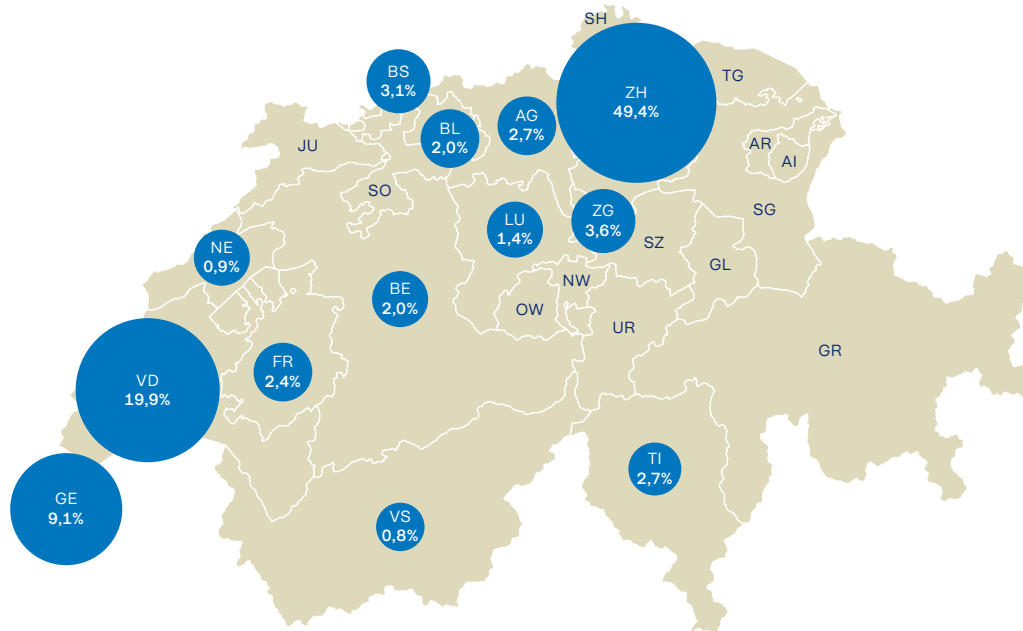 SH
BS
3,1%
ZH
49,4%
TG
AG
2,7%
BL
2,0%
JU
AR
AI
SO
LU
1,4%
ZG
3,6%
SG
SZ
NE
0,9%
GL
NW
BE
2,0%
OW
UR
GR
FR
2,4%
VD
19,9%
TI
2,7%
GE
9,1%
VS
0,8%